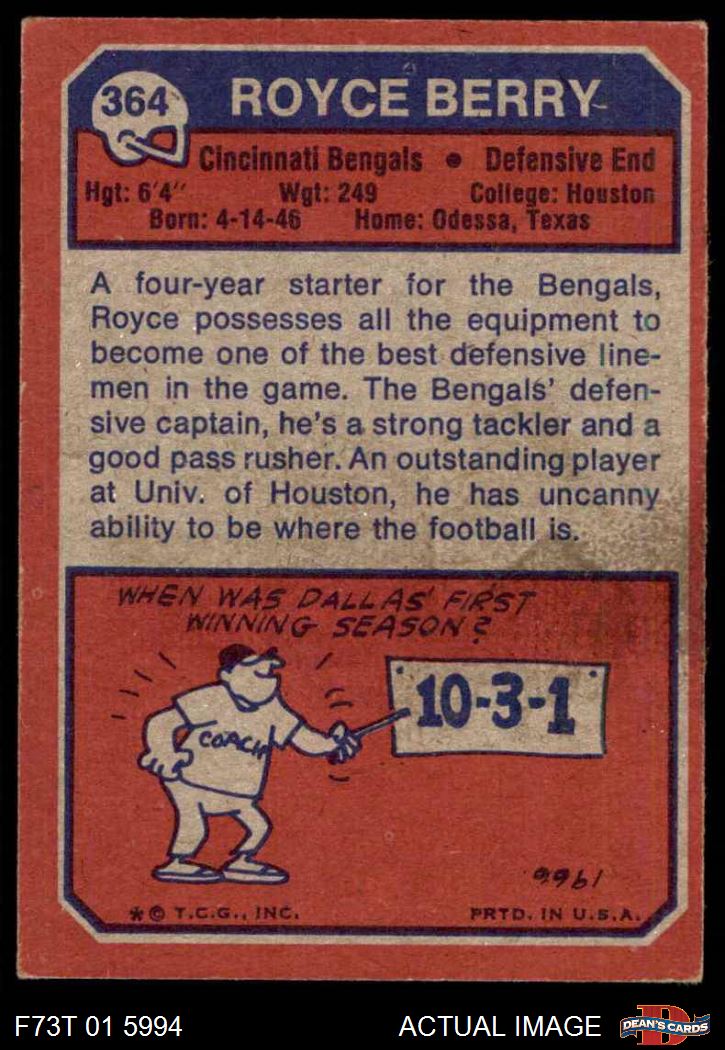 364
ROYCE BERRY
Cincinnati Bengals • Defensive End
Hgt: 6'4" Wgt: 249 College: Houston
Born: 4-14-46 Home: Odessa, Texas
A four-year starter for the Bengals,
Royce possesses all the equipment to
become one of the best defensive line-
men in the game. The Bengals' defen-
sive captain, he's a strong tackler and a
good pass rusher. An outstanding player
at Univ. of Houston, he has uncanny
ability to be where the football is.
WHEN WAS DALLAS' FIRST
WINNING SEASON?
COACH
10-3-1
1966
*© T.C.G., INC. PRTD. IN U.S.A.
F73T 01 5994 ACTUAL IMAGE
D
DEAN'S CARDS